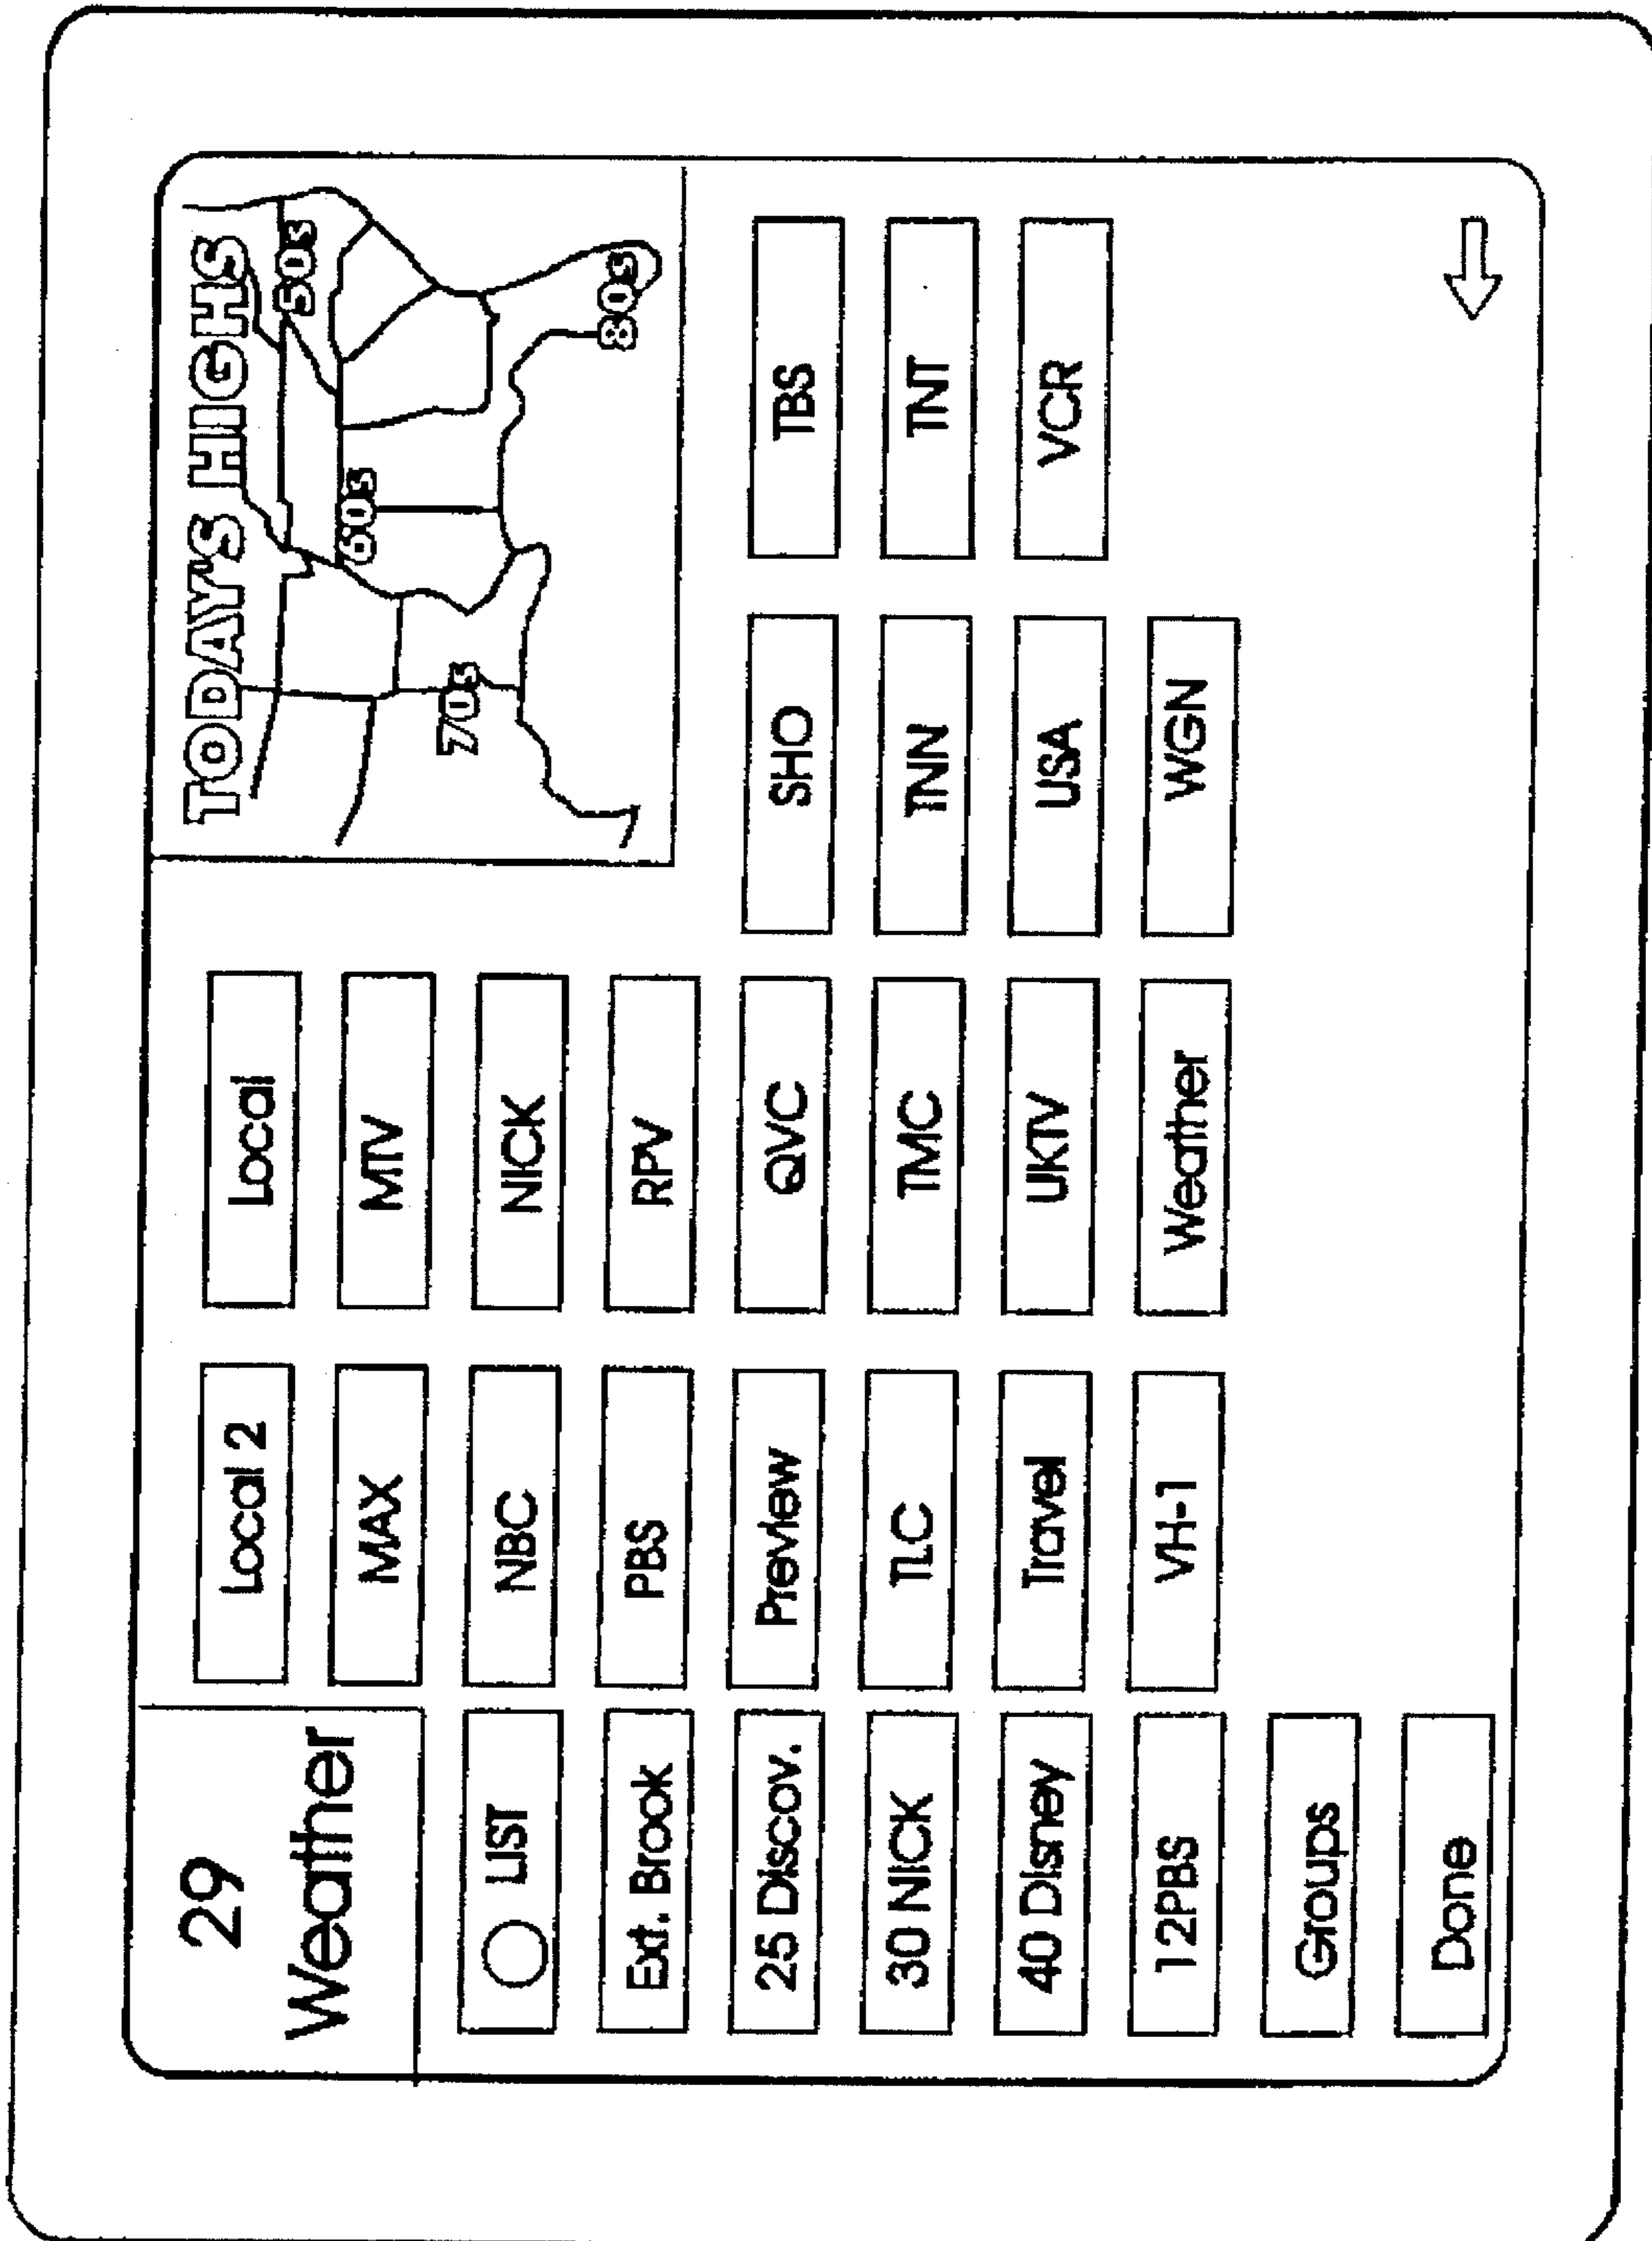 29
Weather
TODAY'S HIGHS
50s
60s
70s
80s
Local 2
Local
MAX
MTV
LIST
NBC
NICK
Ext. Brook
PBS
RPV
25 Discov.
Preview
QVC
SHO
TBS
30 NICK
TLC
TMC
TNN
TNT
40 Disney
Travel
UKTV
USA
VCR
12PBS
VH-1
Weather
WGN
Groups
Done